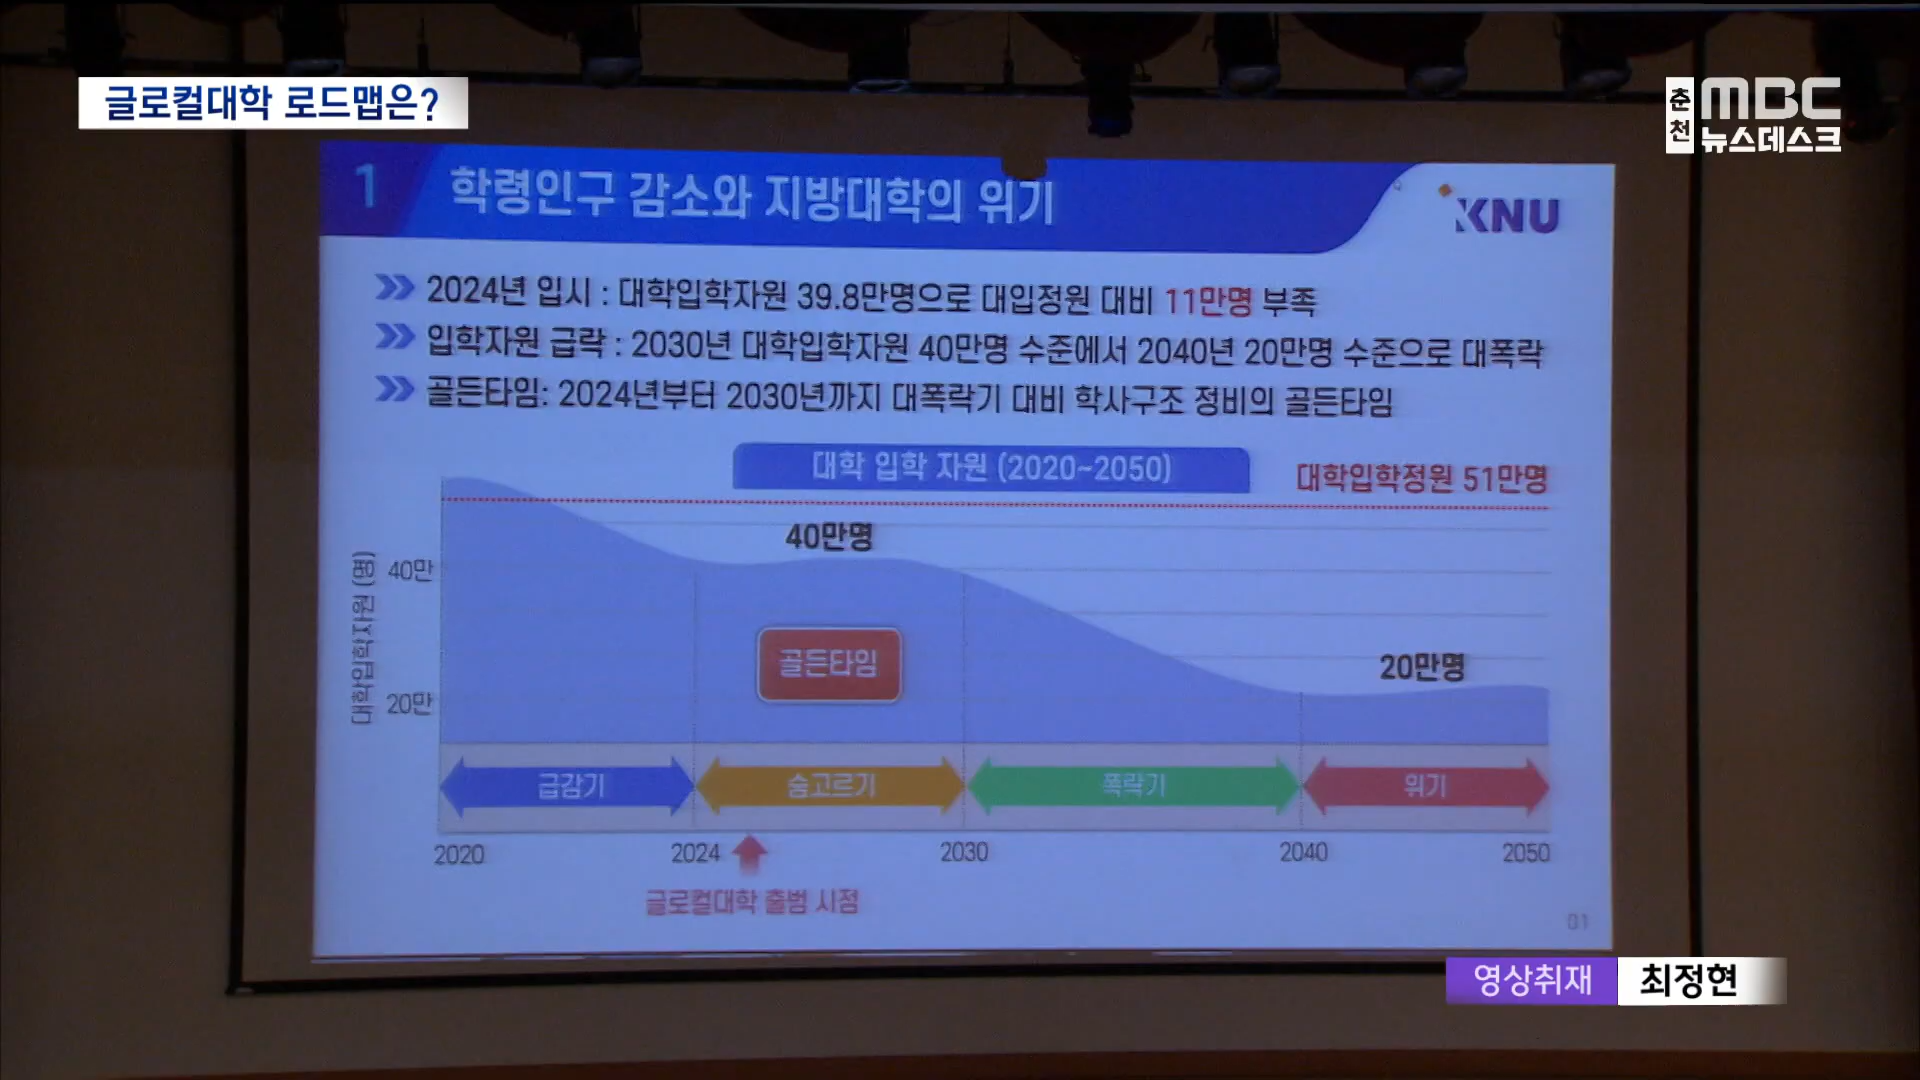 글로컬대학 로드맵은?
춘천 MBC
뉴스데스크
1 학령인구 감소와 지방대학의 위기
KNU
2024년 입시 : 대학입학자원 39.8만명으로 대입정원 대비 11만명 부족
입학자원 급락 : 2030년 대학입학자원 40만명 수준에서 2040년 20만명 수준으로 대폭락
골든타임: 2024년부터 2030년까지 대폭락기 대비 학사구조 정비의 골든타임
대학 입학 자원 (2020~2050)
대학입학정원 51만명
40만명
대학입학자원 (명)
40만
골든타임
20만명
20만
급감기 숨고르기 폭락기 위기
2020 2024 2030 2040 2050
글로컬대학 출범 시점
01
영상취재 최정현